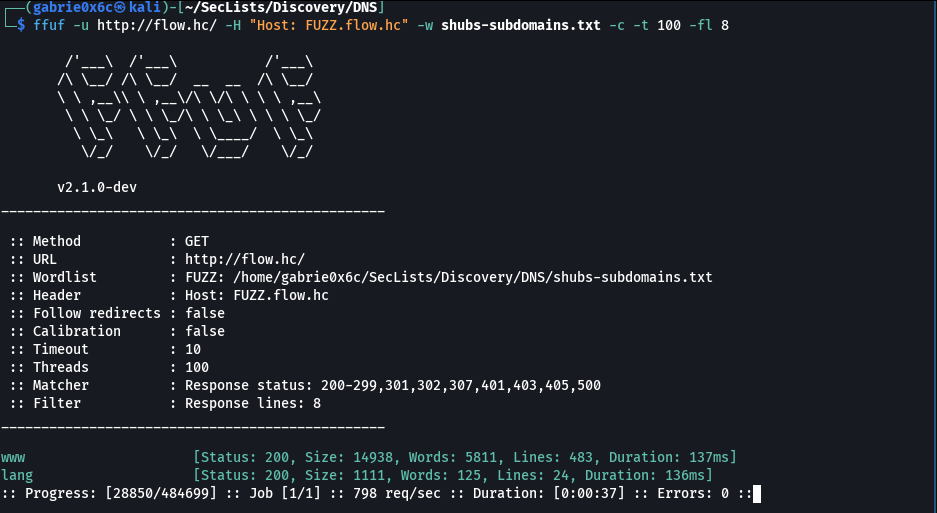 ┌──(gabrie0x6c㉿kali)-[~/SecLists/Discovery/DNS]
└─$ ffuf -u http://flow.hc/ -H "Host: FUZZ.flow.hc" -w shubs-subdomains.txt -c -t 100 -fl 8

        /'___\  /'___\           /'___\
       /\ \__/ /\ \__/  __  __  /\ \__/
       \ \ ,__\\ \ ,__\/\ \/\ \ \ \ ,__\
        \ \ \_/ \ \ \_/\ \ \_\ \ \ \ \_/
         \ \_\   \ \_\  \ \____/  \ \_\
          \/_/    \/_/   \/___/    \/_/

       v2.1.0-dev
________________________________________________

 :: Method           : GET
 :: URL              : http://flow.hc/
 :: Wordlist         : FUZZ: /home/gabrie0x6c/SecLists/Discovery/DNS/shubs-subdomains.txt
 :: Header           : Host: FUZZ.flow.hc
 :: Follow redirects : false
 :: Calibration      : false
 :: Timeout          : 10
 :: Threads          : 100
 :: Matcher          : Response status: 200-299,301,302,307,401,403,405,500
 :: Filter           : Response lines: 8
________________________________________________

www                     [Status: 200, Size: 14938, Words: 5811, Lines: 483, Duration: 137ms]
lang                    [Status: 200, Size: 1111, Words: 125, Lines: 24, Duration: 136ms]
:: Progress: [28850/484699] :: Job [1/1] :: 798 req/sec :: Duration: [0:00:37] :: Errors: 0 ::